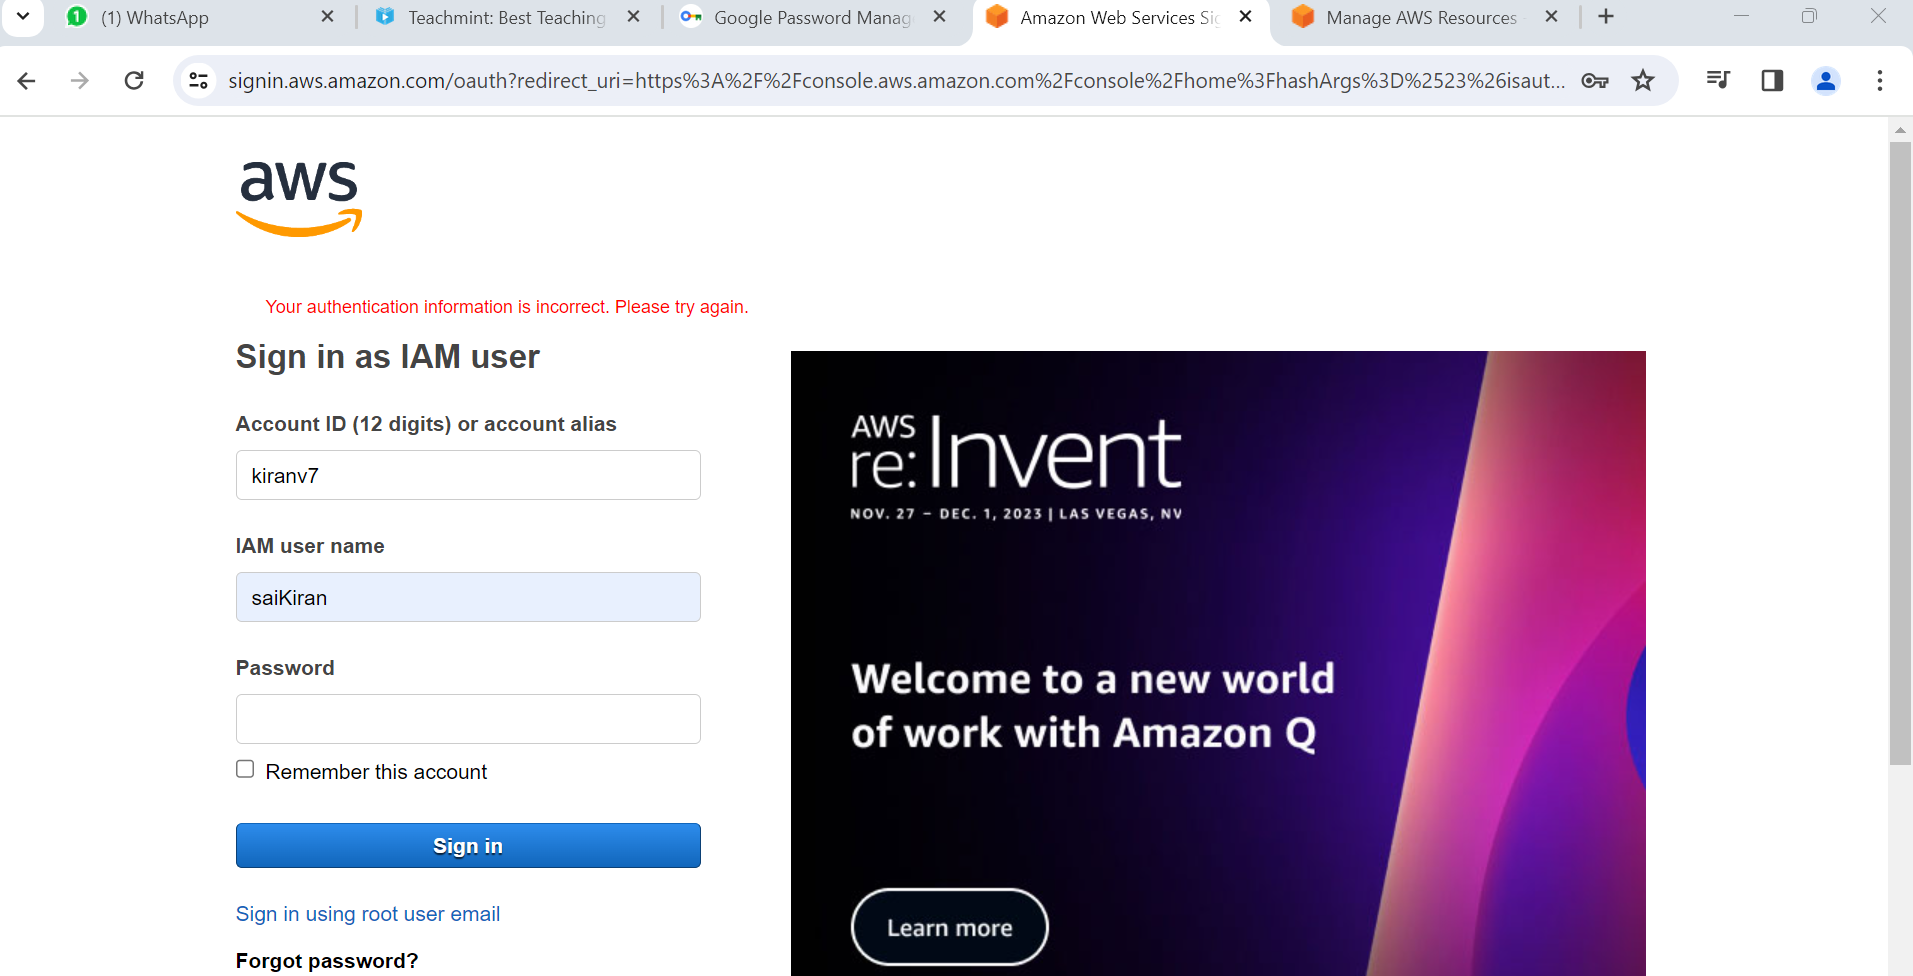 (1) WhatsApp
Teachmint: Best Teaching
Google Password Manag
Amazon Web Services Sig
Manage AWS Resources
signin.aws.amazon.com/oauth?redirect_uri=https%3A%2F%2Fconsole.aws.amazon.com%2Fconsole%2Fhome%3FhashArgs%3D%2523%26isaut...
aws
Your authentication information is incorrect. Please try again.
Sign in as IAM user
Account ID (12 digits) or account alias
kiranv7
IAM user name
saiKiran
Password
Remember this account
Sign in
Sign in using root user email
Forgot password?
AWS
re:Invent
NOV. 27 – DEC. 1, 2023 | LAS VEGAS, NV
Welcome to a new world
of work with Amazon Q
Learn more